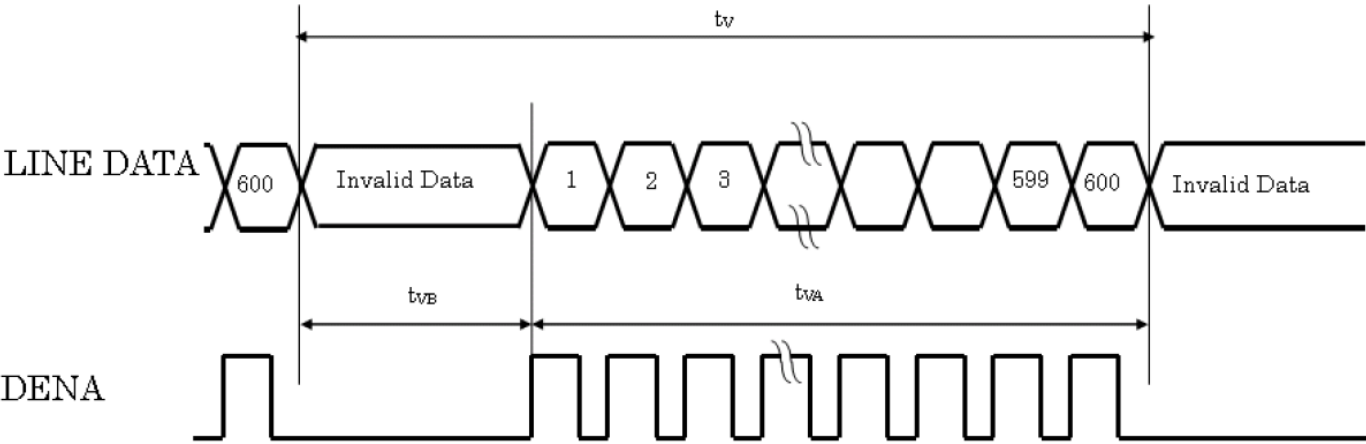 tV
LINE DATA
600
Invalid Data
1
2
3
599
600
Invalid Data
tVB
tVA
DENA